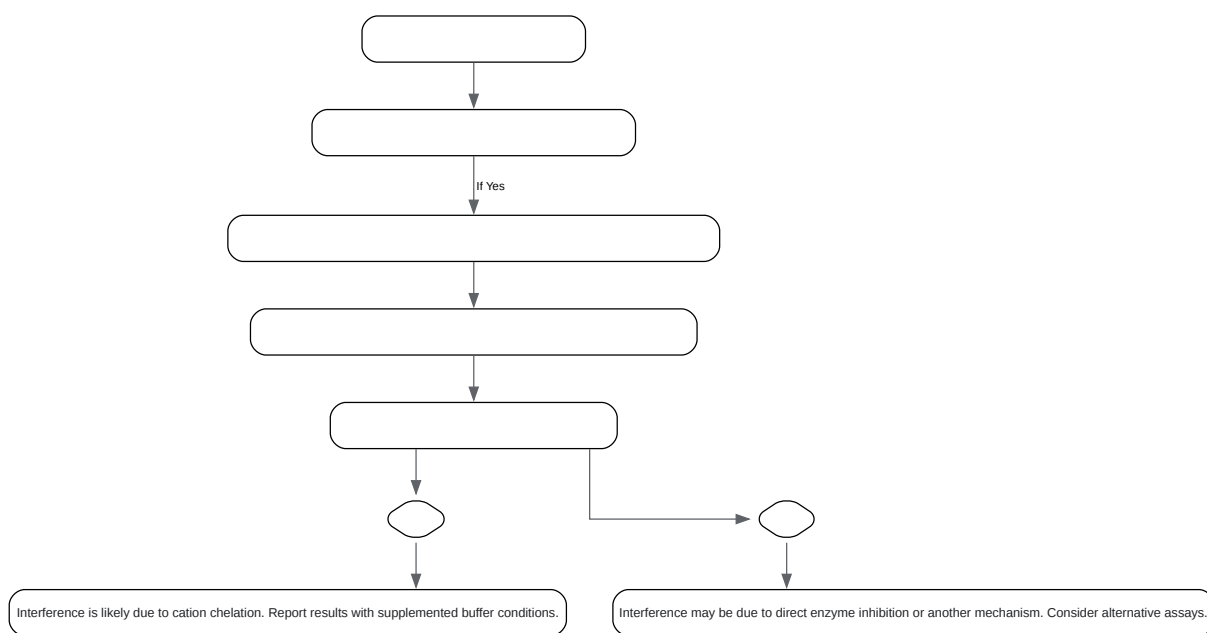 If Yes
Interference is likely due to cation chelation. Report results with supplemented buffer conditions.
Interference may be due to direct enzyme inhibition or another mechanism. Consider alternative assays.